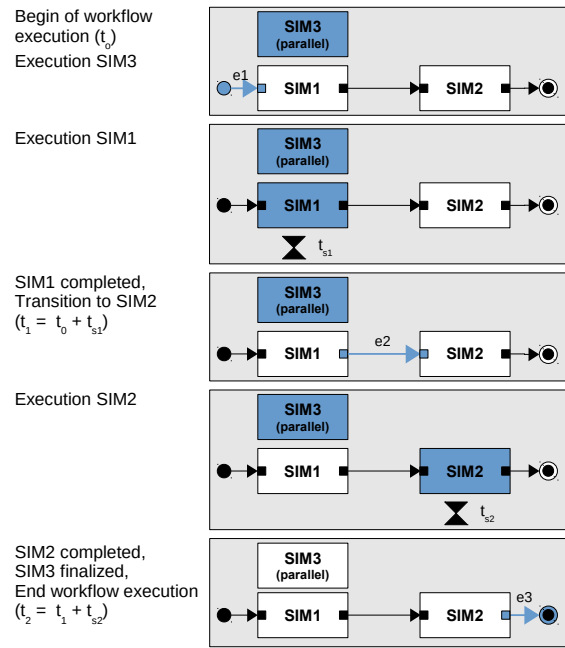 Begin of workflow
execution (t₀)
Execution SIM3
SIM3
(parallel)
e1
SIM1
SIM2
Execution SIM1
SIM3
(parallel)
SIM1
SIM2
tₛ₁
SIM1 completed,
Transition to SIM2
(t₁ = t₀ + tₛ₁)
SIM3
(parallel)
e2
SIM1
SIM2
Execution SIM2
SIM3
(parallel)
SIM1
SIM2
tₛ₂
SIM2 completed,
SIM3 finalized,
End workflow execution
(t₂ = t₁ + tₛ₂)
SIM3
(parallel)
e3
SIM1
SIM2